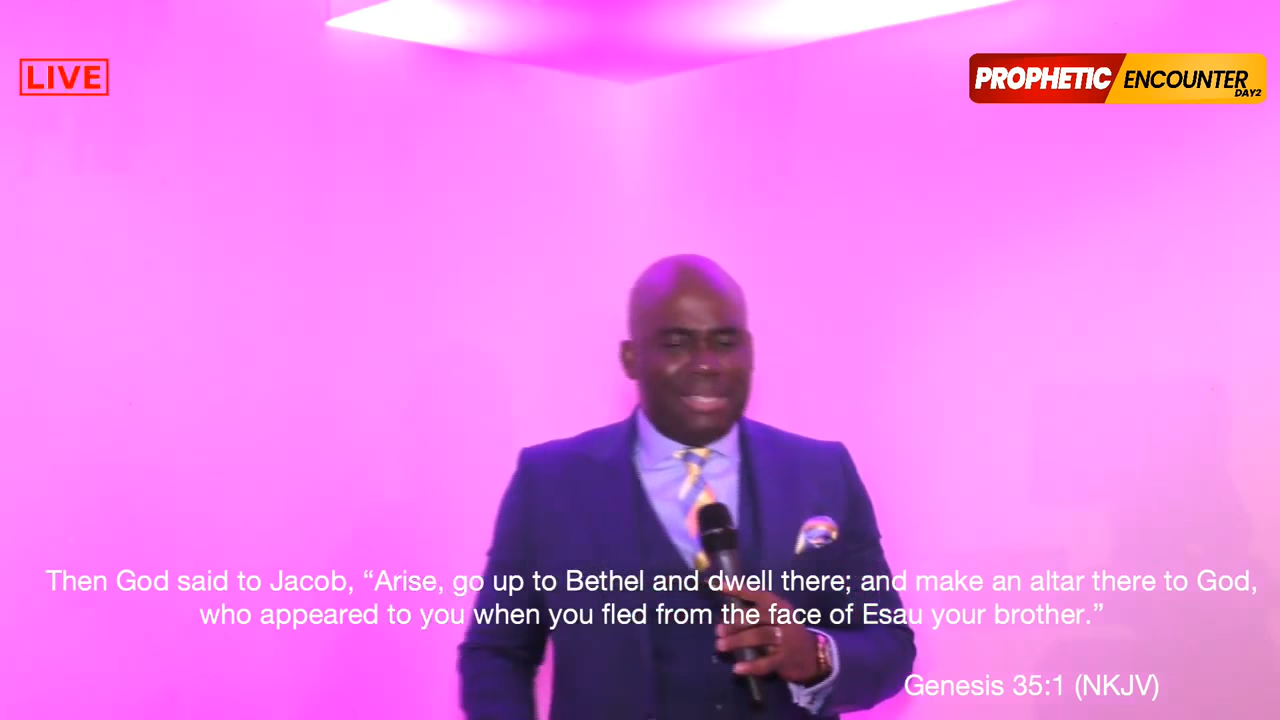 LIVE
PROPHETIC ENCOUNTER
DAY2
Then God said to Jacob, “Arise, go up to Bethel and dwell there; and make an altar there to God,
who appeared to you when you fled from the face of Esau your brother.”
Genesis 35:1 (NKJV)